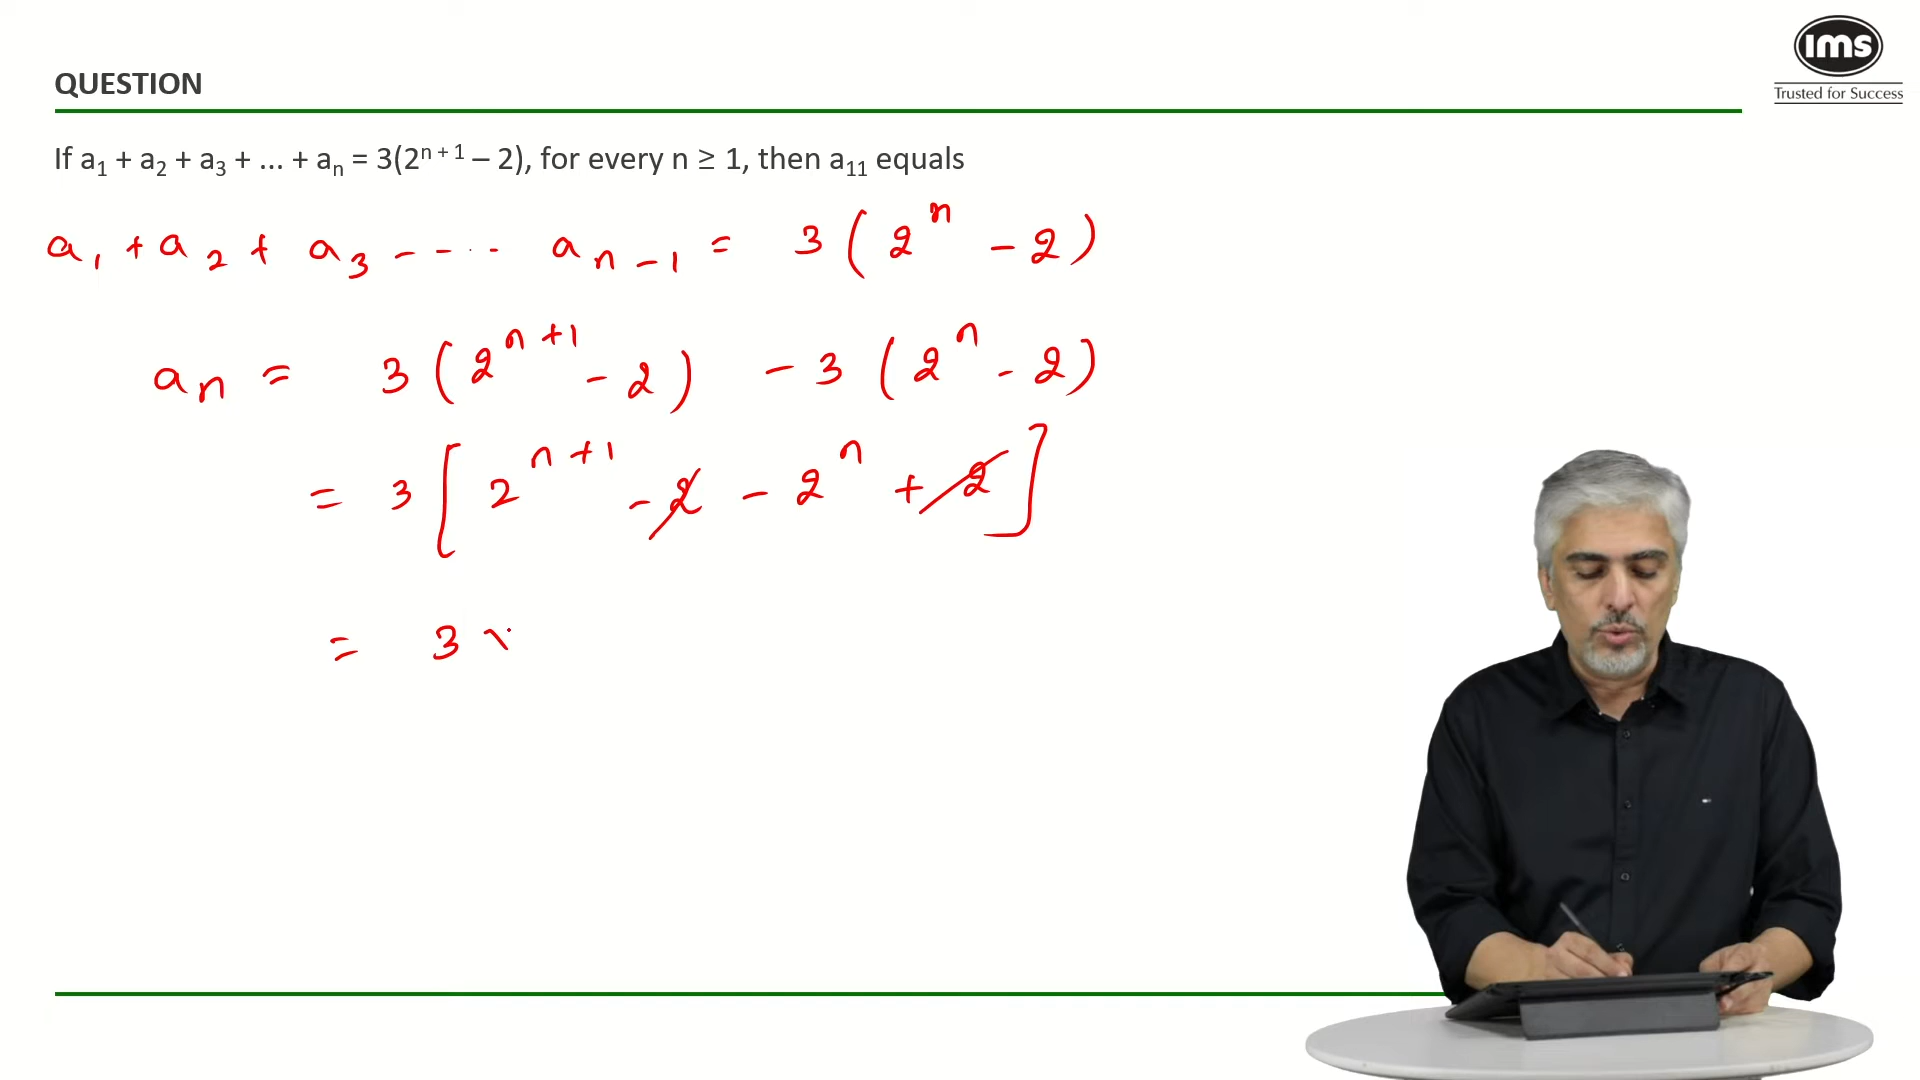 ims
Trusted for Success
QUESTION
If a₁ + a₂ + a₃ + ... + aₙ = 3(2ⁿ⁺¹ – 2), for every n ≥ 1, then a₁₁ equals
a₁ + a₂ + a₃ - - ·· - aₙ₋₁ = 3 (2ⁿ - 2)
aₙ = 3 (2ⁿ⁺¹ - 2) - 3 (2ⁿ - 2)
= 3 [2ⁿ⁺¹ - 2 - 2ⁿ + 2]
= 3